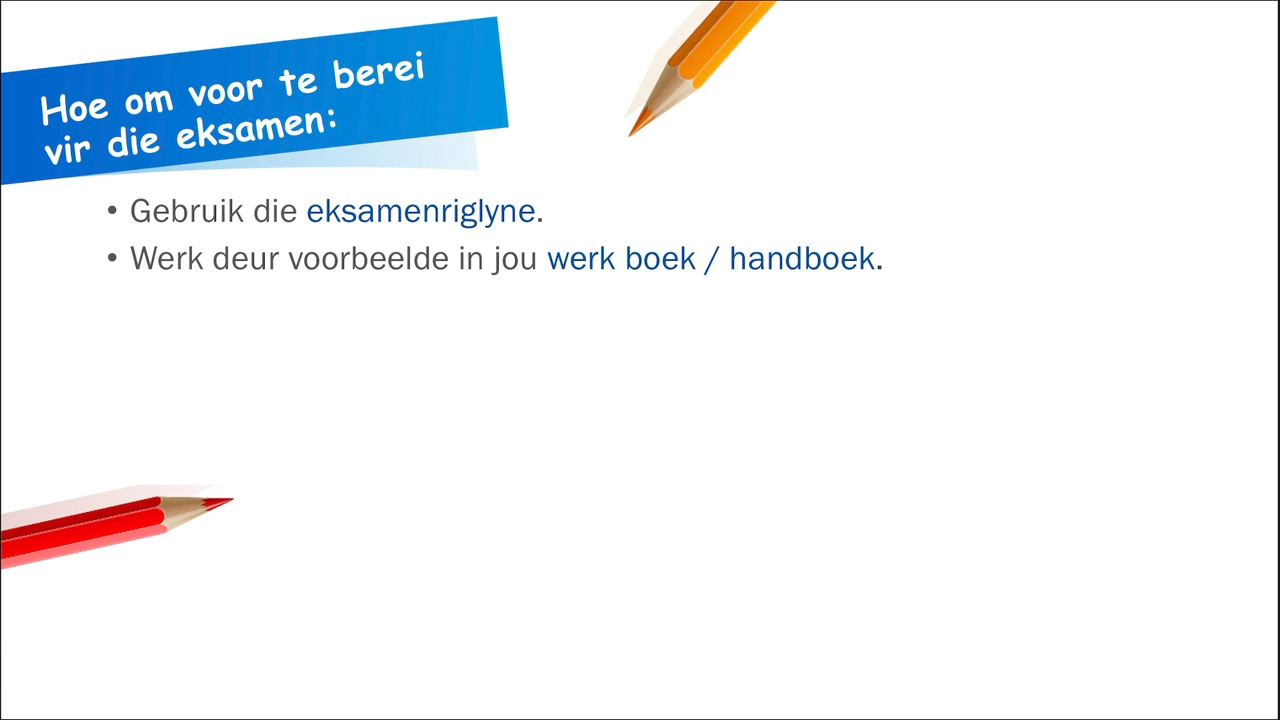 Hoe om voor te berei
vir die eksamen:
• Gebruik die eksamenriglyne.
• Werk deur voorbeelde in jou werk boek / handboek.